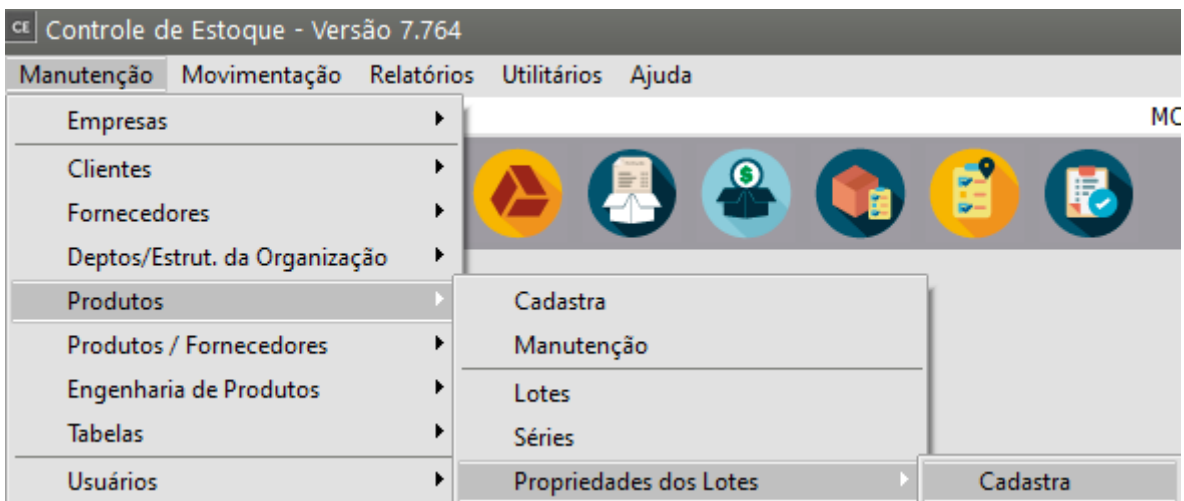 CE Controle de Estoque - Versão 7.764
Manutenção Movimentação Relatórios Utilitários Ajuda
Empresas
MC
Clientes
Fornecedores
Deptos/Estrut. da Organização
Produtos
Produtos / Fornecedores
Engenharia de Produtos
Tabelas
Usuários
Cadastra
Manutenção
Lotes
Séries
Propriedades dos Lotes
Cadastra